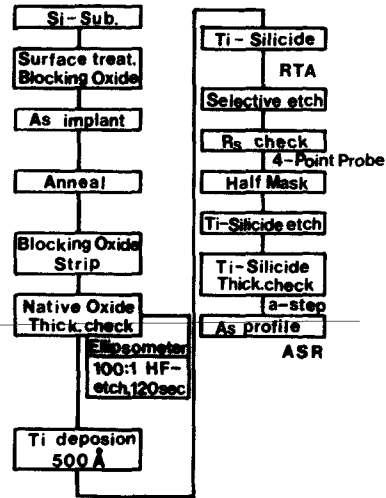 Si-Sub.
Surface treat.
Blocking Oxide
As implant
Anneal
Blocking Oxide
Strip
Native Oxide
Thick.check
Ellipsometer
100:1 HF-
etch,120sec
Ti deposion
500 Å
Ti-Silicide
RTA
Selective etch
Rs check
4-Point Probe
Half Mask
Ti-Silicide etch
Ti-Silicide
Thick.check
a-step
As profile
ASR